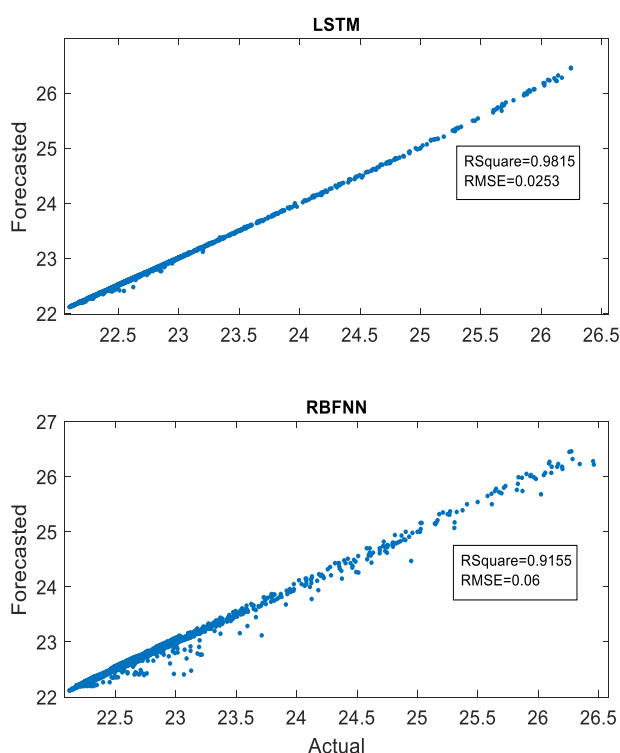 LSTM
26
25
24
23
22
Forecasted
RSquare=0.9815
RMSE=0.0253
22.5 23 23.5 24 24.5 25 25.5 26 26.5
RBFNN
27
26
25
24
23
22
Forecasted
RSquare=0.9155
RMSE=0.06
22.5 23 23.5 24 24.5 25 25.5 26 26.5
Actual